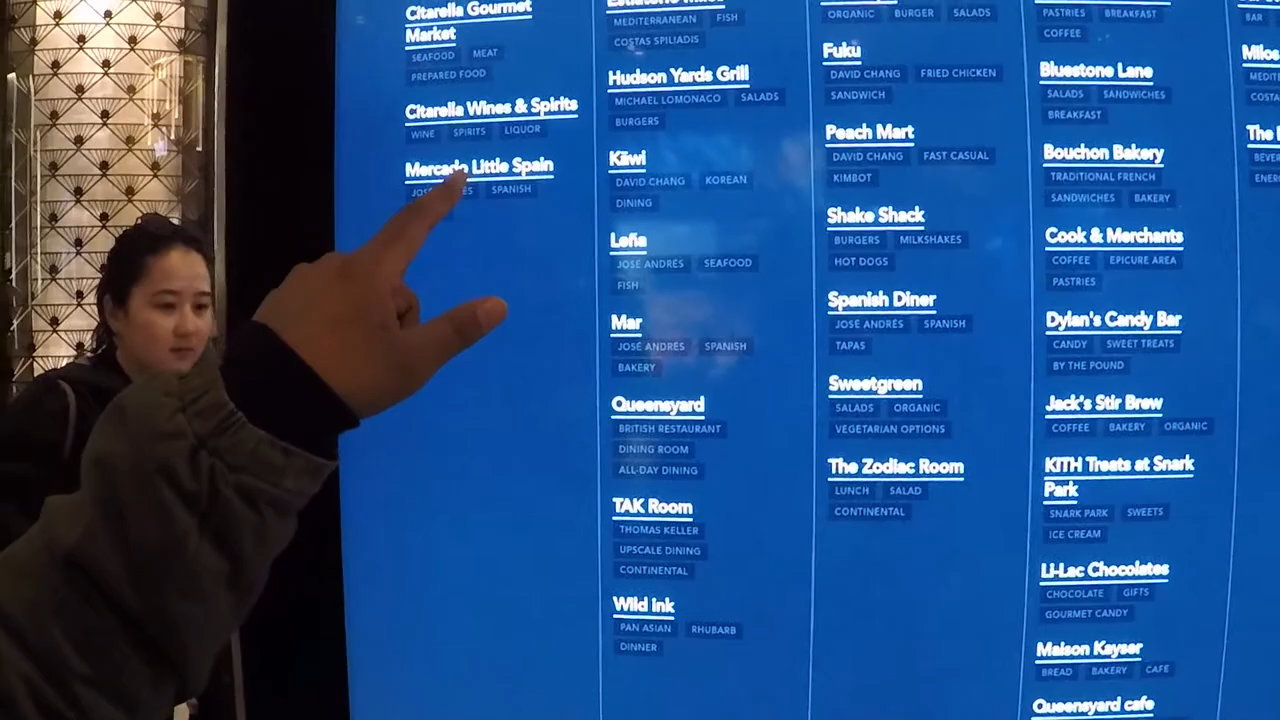 Citarella Gourmet
Market
SEAFOOD MEAT
PREPARED FOOD
Citarella Wines & Spirits
WINE SPIRITS LIQUOR
Mercado Little Spain
SPANISH
MEDITERRANEAN FISH
COSTAS SPILIADIS
Hudson Yards Grill
MICHAEL LOMONACO SALADS
BURGERS
Kāwi
DAVID CHANG KOREAN
DINING
Leña
JOSÉ ANDRÉS SEAFOOD
FISH
Mar
JOSÉ ANDRÉS SPANISH
BAKERY
Queensyard
BRITISH RESTAURANT
DINING ROOM
ALL-DAY DINING
TAK Room
THOMAS KELLER
UPSCALE DINING
CONTINENTAL
Wild ink
PAN ASIAN RHUBARB
DINNER
ORGANIC BURGER SALADS
Fuku
DAVID CHANG FRIED CHICKEN
SANDWICH
Peach Mart
DAVID CHANG FAST CASUAL
KIMBOT
Shake Shack
BURGERS MILKSHAKES
HOT DOGS
Spanish Diner
JOSÉ ANDRÉS SPANISH
TAPAS
Sweetgreen
SALADS ORGANIC
VEGETARIAN OPTIONS
The Zodiac Room
LUNCH SALAD
CONTINENTAL
PASTRIES BREAKFAST
COFFEE
Bluestone Lane
SALADS SANDWICHES
BREAKFAST
Bouchon Bakery
TRADITIONAL FRENCH
SANDWICHES BAKERY
Cook & Merchants
COFFEE EPICURE AREA
PASTRIES
Dylan's Candy Bar
CANDY SWEET TREATS
BY THE POUND
Jack's Stir Brew
COFFEE BAKERY ORGANIC
KITH Treats at Snark
Park
SNARK PARK SWEETS
ICE CREAM
Li-Lac Chocolates
CHOCOLATE GIFTS
GOURMET CANDY
Maison Kayser
BREAD BAKERY CAFE
Queensyard cafe
BAR
Milos